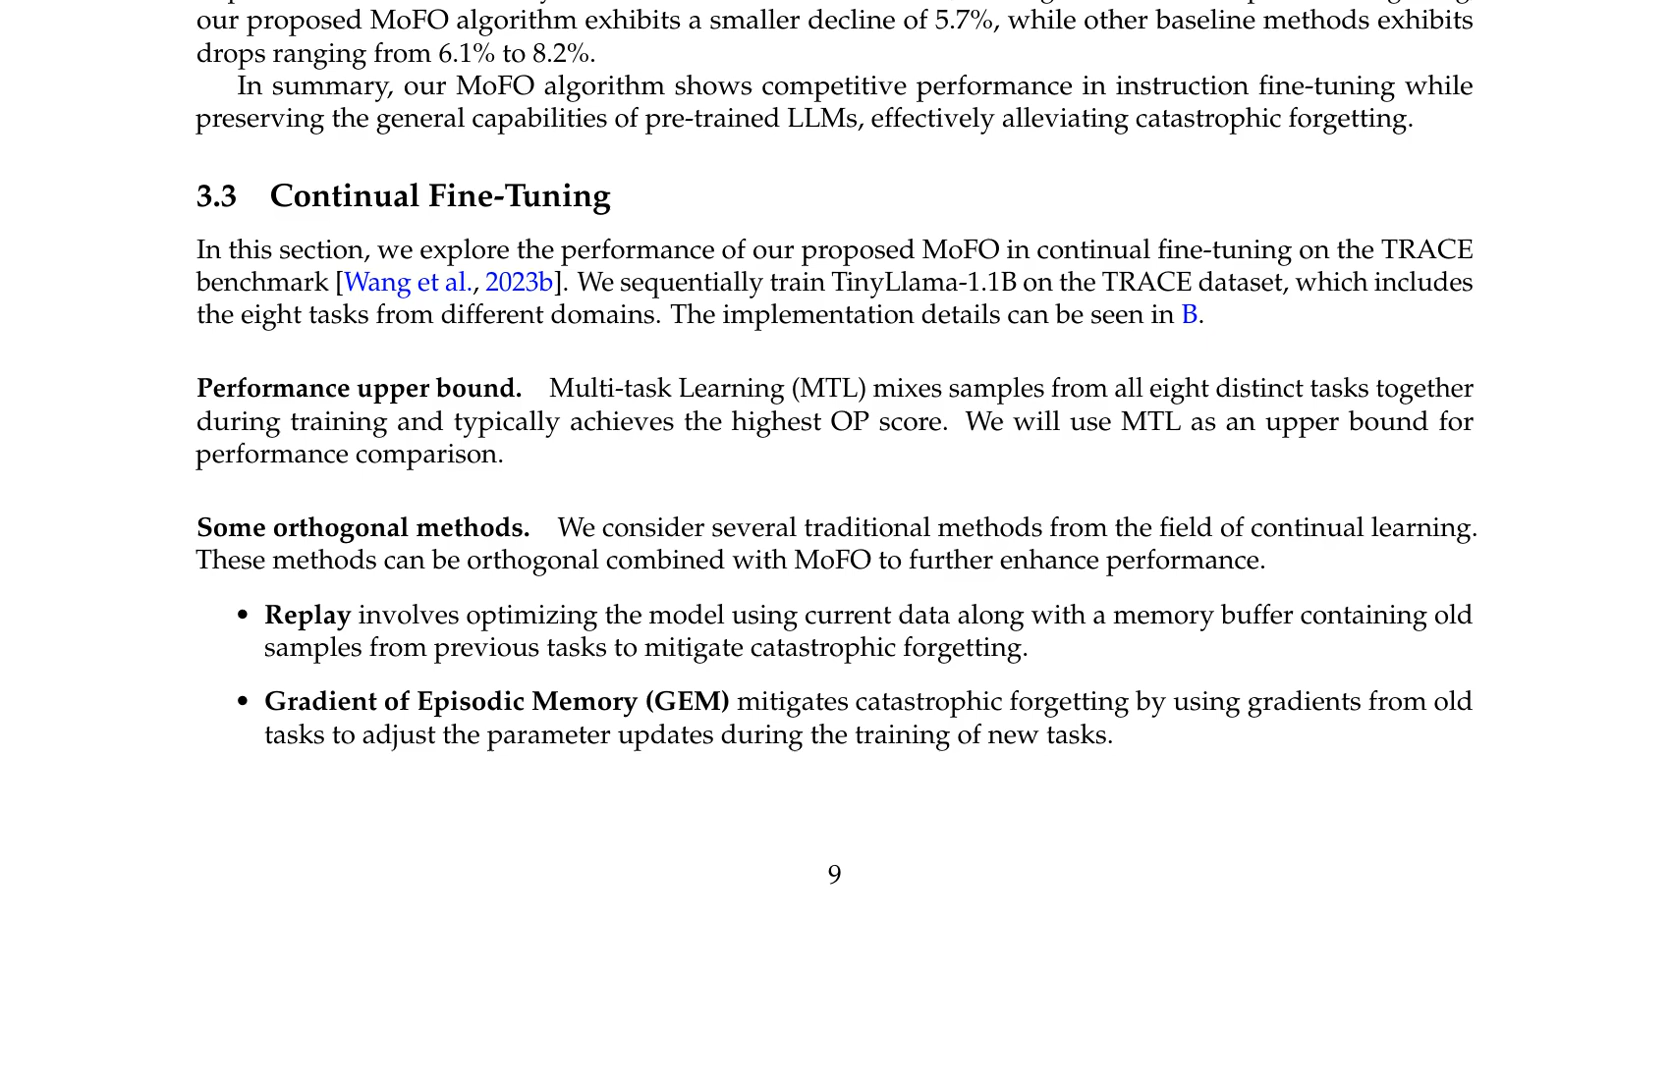 our proposed MoFO algorithm exhibits a smaller decline of 5.7%, while other baseline methods exhibits
drops ranging from 6.1% to 8.2%.
In summary, our MoFO algorithm shows competitive performance in instruction fine-tuning while
preserving the general capabilities of pre-trained LLMs, effectively alleviating catastrophic forgetting.
3.3 Continual Fine-Tuning
In this section, we explore the performance of our proposed MoFO in continual fine-tuning on the TRACE
benchmark [Wang et al., 2023b]. We sequentially train TinyLlama-1.1B on the TRACE dataset, which includes
the eight tasks from different domains. The implementation details can be seen in B.
Performance upper bound. Multi-task Learning (MTL) mixes samples from all eight distinct tasks together
during training and typically achieves the highest OP score. We will use MTL as an upper bound for
performance comparison.
Some orthogonal methods. We consider several traditional methods from the field of continual learning.
These methods can be orthogonal combined with MoFO to further enhance performance.
• Replay involves optimizing the model using current data along with a memory buffer containing old
samples from previous tasks to mitigate catastrophic forgetting.
• Gradient of Episodic Memory (GEM) mitigates catastrophic forgetting by using gradients from old
tasks to adjust the parameter updates during the training of new tasks.
9